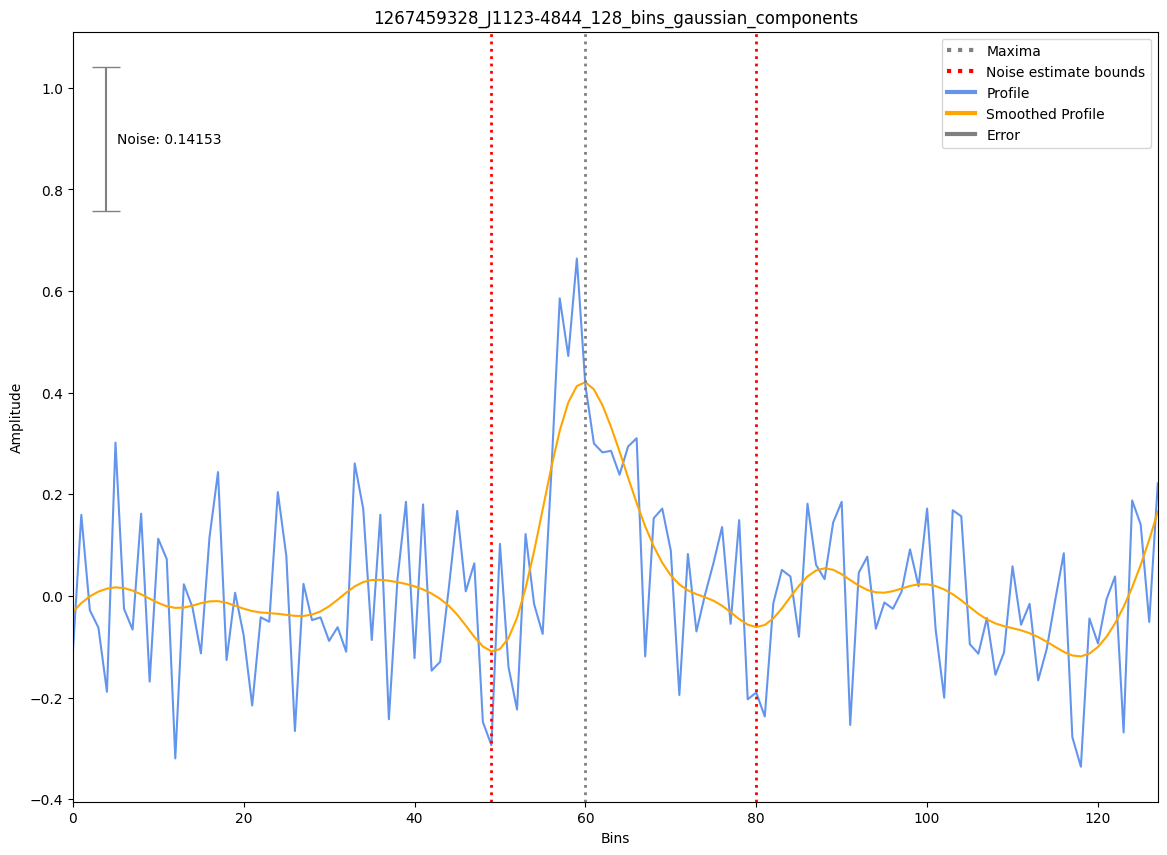 1267459328_J1123-4844_128_bins_gaussian_components
Maxima
Noise estimate bounds
Profile
Smoothed Profile
Error
Noise: 0.14153
1.0
0.8
0.6
0.4
0.2
0.0
−0.2
−0.4
Amplitude
0 20 40 60 80 100 120
Bins